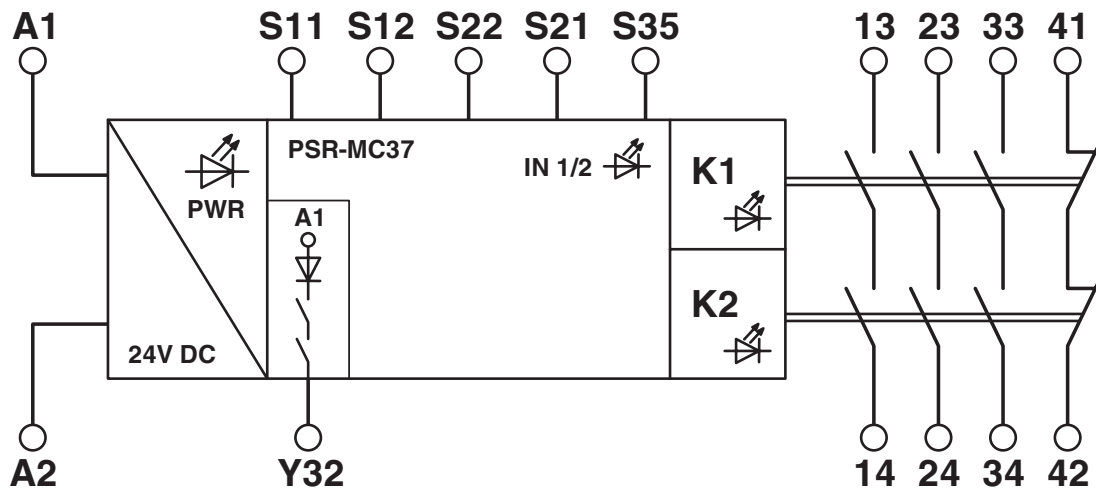 A1 S11 S12 S22 S21 S35 13 23 33 41
PSR-MC37
IN 1/2
K1
PWR
A1
K2
24V DC
A2 Y32 14 24 34 42